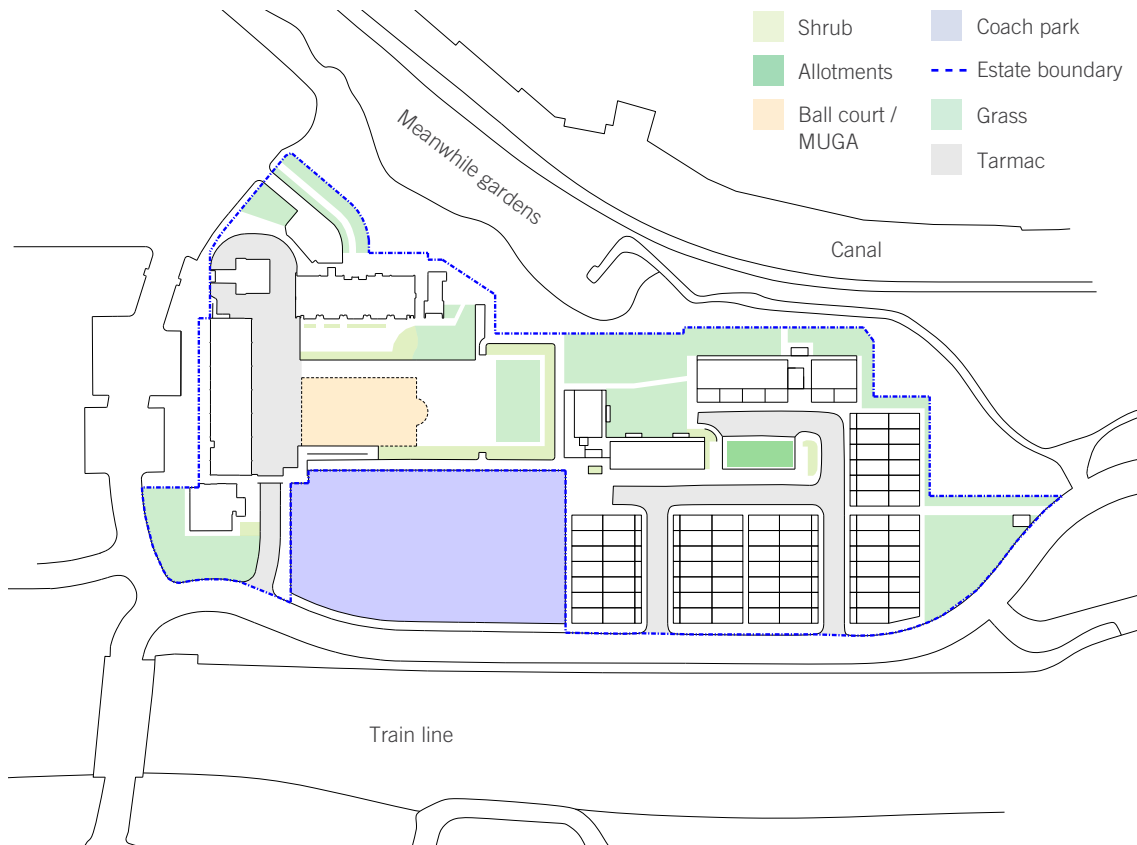 Shrub
Allotments
Ball court /
MUGA
Coach park
Estate boundary
Grass
Tarmac
Meanwhile gardens
Canal
Train line